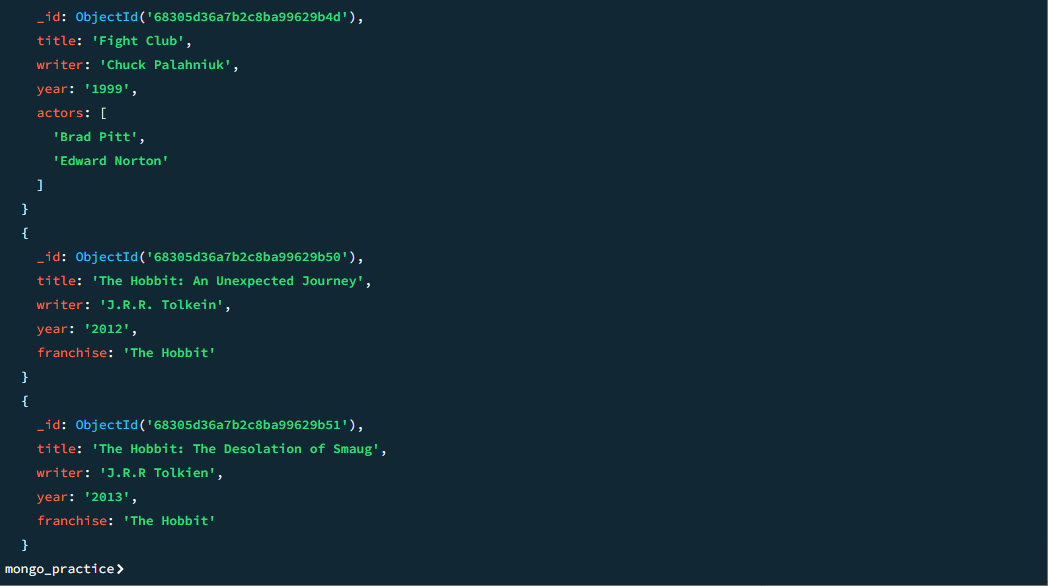 _id: ObjectId('68305d36a7b2c8ba99629b4d'),
title: 'Fight Club',
writer: 'Chuck Palahniuk',
year: '1999',
actors: [
'Brad Pitt',
'Edward Norton'
]
}
{
_id: ObjectId('68305d36a7b2c8ba99629b50'),
title: 'The Hobbit: An Unexpected Journey',
writer: 'J.R.R. Tolkein',
year: '2012',
franchise: 'The Hobbit'
}
{
_id: ObjectId('68305d36a7b2c8ba99629b51'),
title: 'The Hobbit: The Desolation of Smaug',
writer: 'J.R.R Tolkien',
year: '2013',
franchise: 'The Hobbit'
}
mongo_practice>